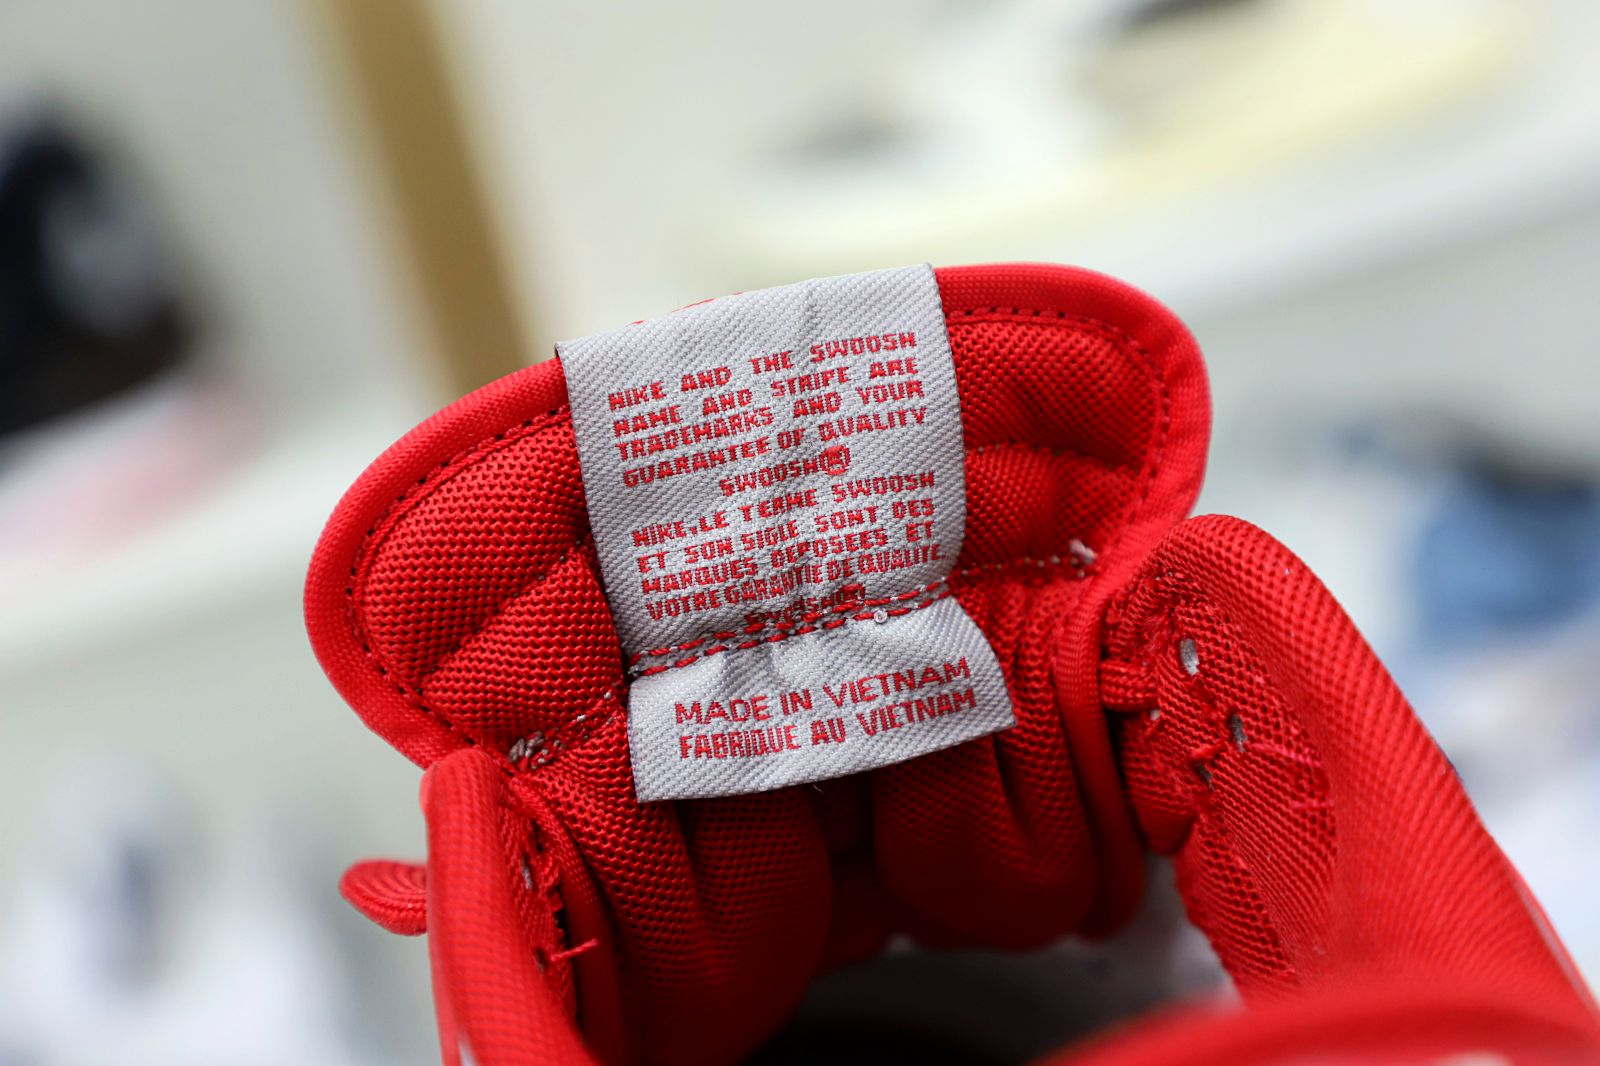 NIKE AND THE SWOOSH
NAME AND STRIPE ARE
TRADEMARKS AND YOUR
GUARANTEE OF QUALITY
SWOOSH®
NIKE, LE TERME SWOOSH
ET SON SIGLE SONT DES
MARQUES DEPOSEES ET
VOTRE GARANTIE DE QUALITE
SWOOSH®
MADE IN VIETNAM
FABRIQUE AU VIETNAM